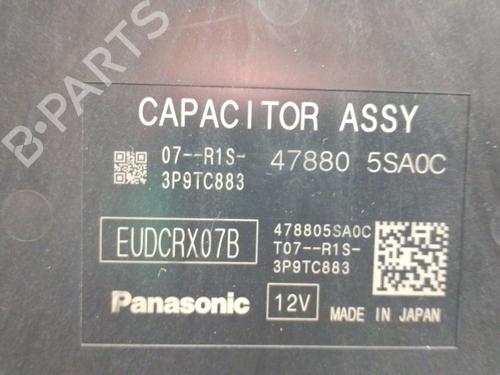 B-PARTS
CAPACITOR ASSY
07--R1S- 47880 5SA0C
3P9TC883
EUDCRX07B
478805SA0C
T07--R1S-
3P9TC883
Panasonic 12V MADE IN JAPAN